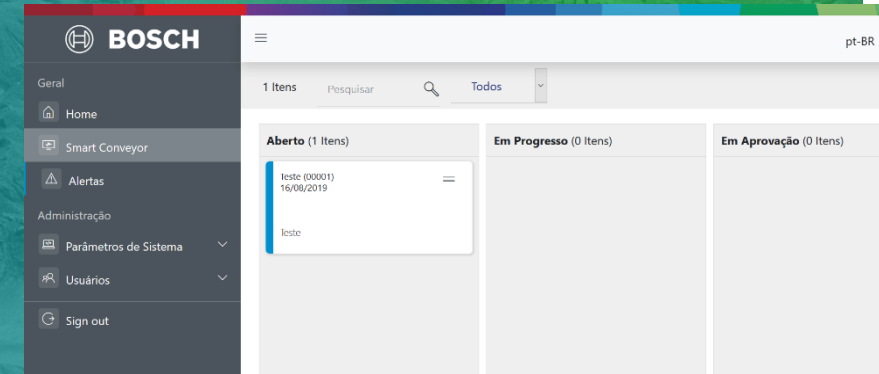 BOSCH
pt-BR
Geral
Home
Smart Conveyor
Alertas
Administração
Parâmetros de Sistema
Usuários
Sign out
1 Itens
Pesquisar
Todos
Aberto (1 Itens)
Em Progresso (0 Itens)
Em Aprovação (0 Itens)
Teste (00001)
16/08/2019
Teste